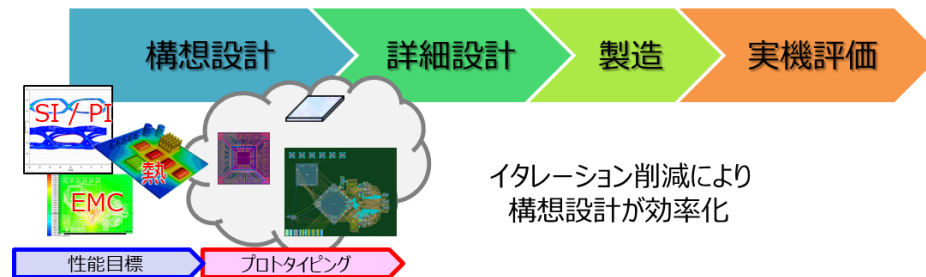 構想設計
詳細設計
製造
実機評価
SI / PI
熱
EMC
イタレーション削減により
構想設計が効率化
性能目標
プロトタイピング